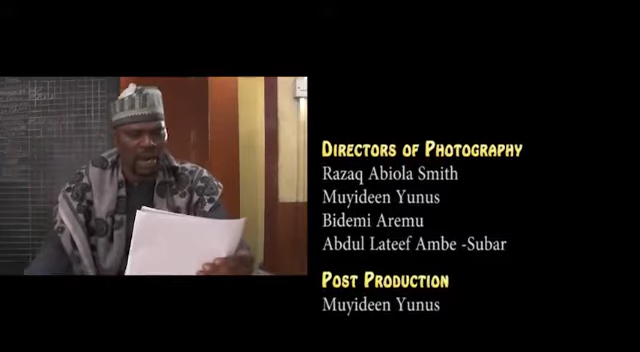 DIRECTORS OF PHOTOGRAPHY
Razaq Abiola Smith
Muyideen Yunus
Bidemi Aremu
Abdul Lateef Ambe -Subar
POST PRODUCTION
Muyideen Yunus